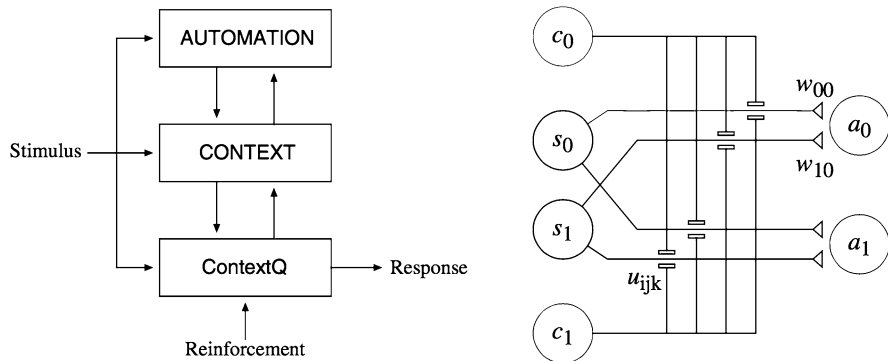 AUTOMATION
Stimulus
CONTEXT
ContextQ
Response
Reinforcement
c0
w00
s0
a0
w10
s1
a1
uijk
c1